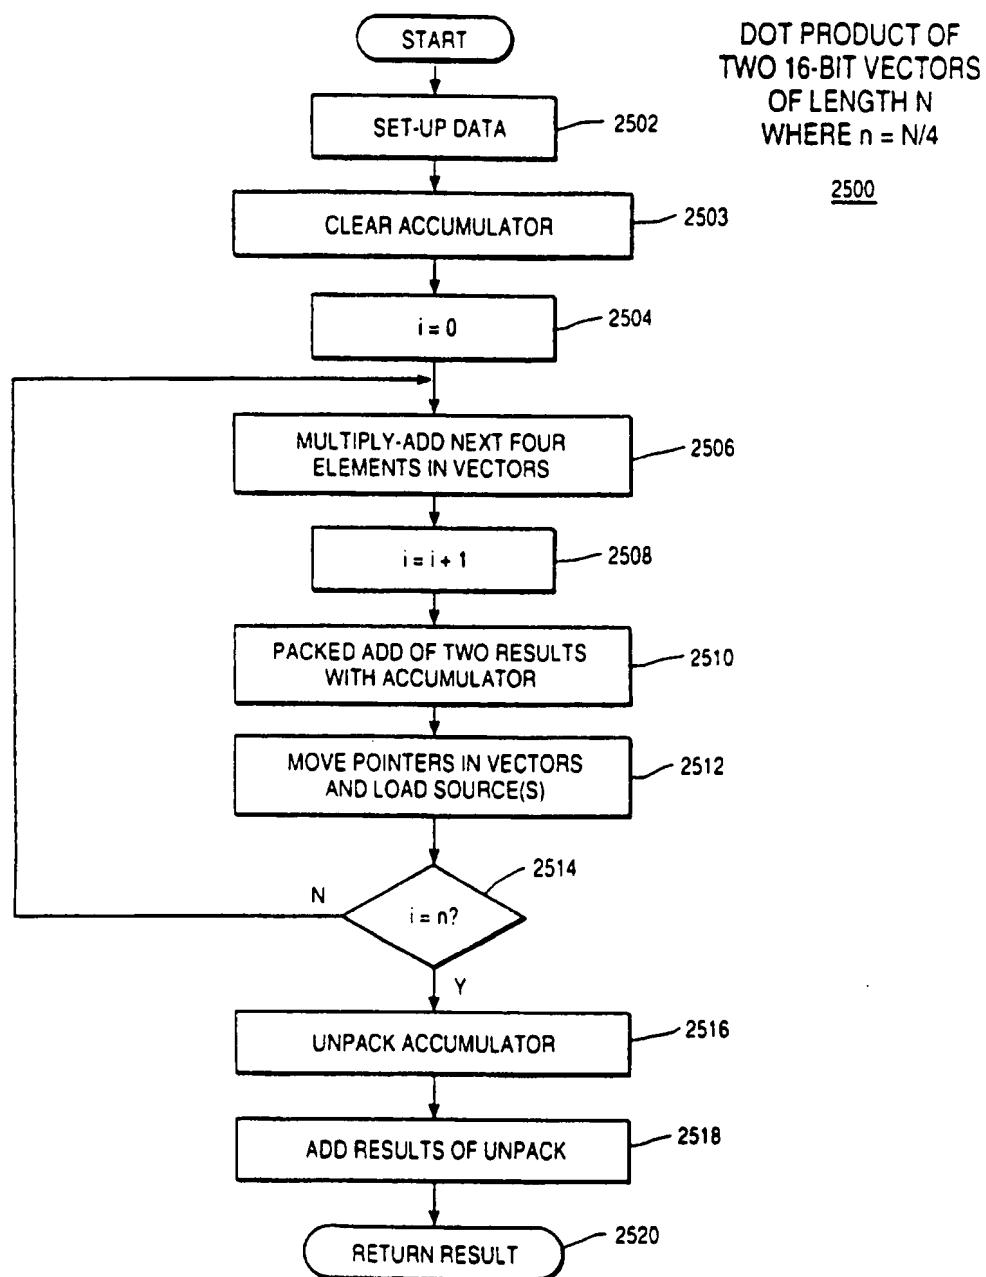 START
DOT PRODUCT OF
TWO 16-BIT VECTORS
OF LENGTH N
WHERE n = N/4
2500
SET-UP DATA
2502
CLEAR ACCUMULATOR
2503
i = 0
2504
MULTIPLY-ADD NEXT FOUR
ELEMENTS IN VECTORS
2506
i = i + 1
2508
PACKED ADD OF TWO RESULTS
WITH ACCUMULATOR
2510
MOVE POINTERS IN VECTORS
AND LOAD SOURCE(S)
2512
2514
N
i = n?
Y
UNPACK ACCUMULATOR
2516
ADD RESULTS OF UNPACK
2518
RETURN RESULT
2520